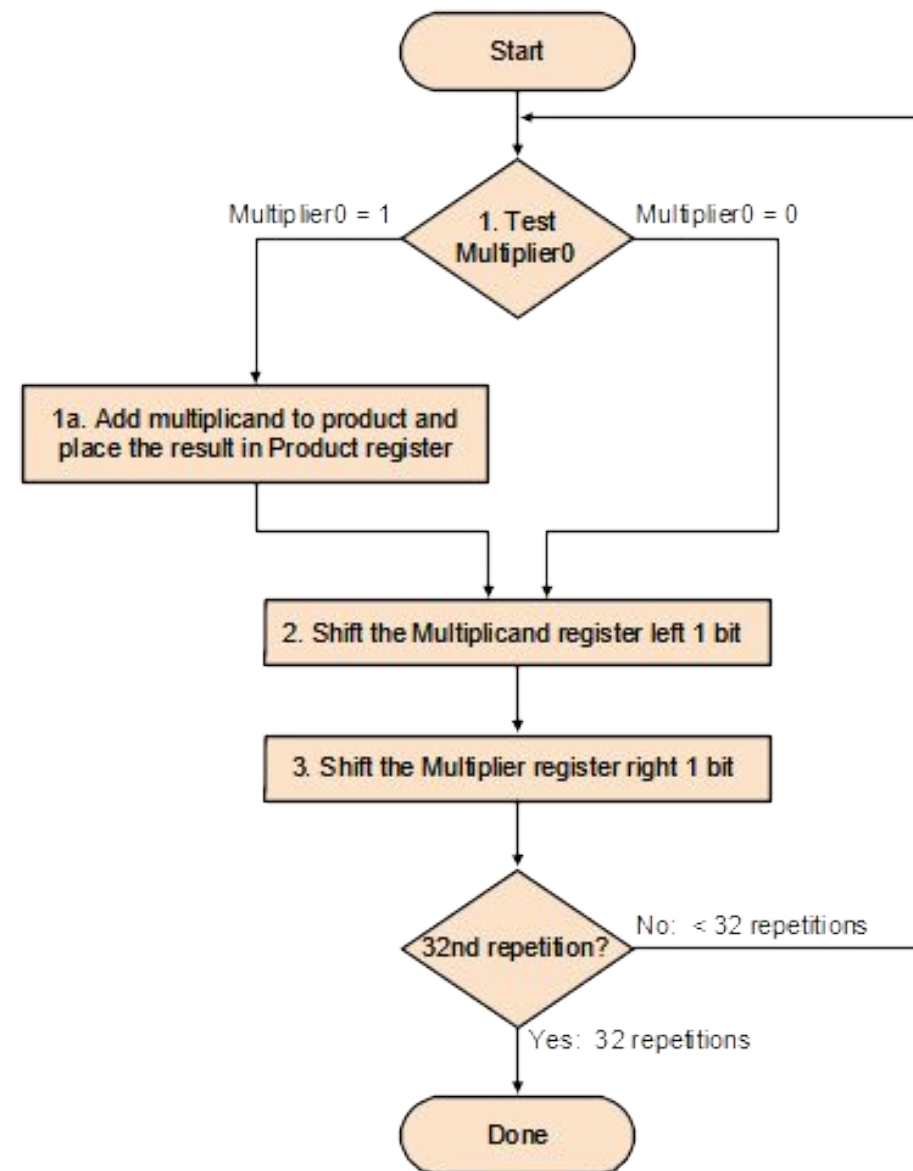 Start
Multiplier0 = 1
1. Test
Multiplier0
Multiplier0 = 0
1a. Add multiplicand to product and
place the result in Product register
2. Shift the Multiplicand register left 1 bit
3. Shift the Multiplier register right 1 bit
32nd repetition?
No: < 32 repetitions
Yes: 32 repetitions
Done